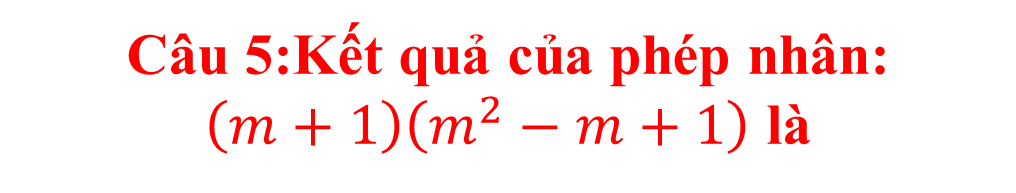 Câu 5:Kết quả của phép nhân:
(𝑚 + 1)(𝑚² − 𝑚 + 1) là